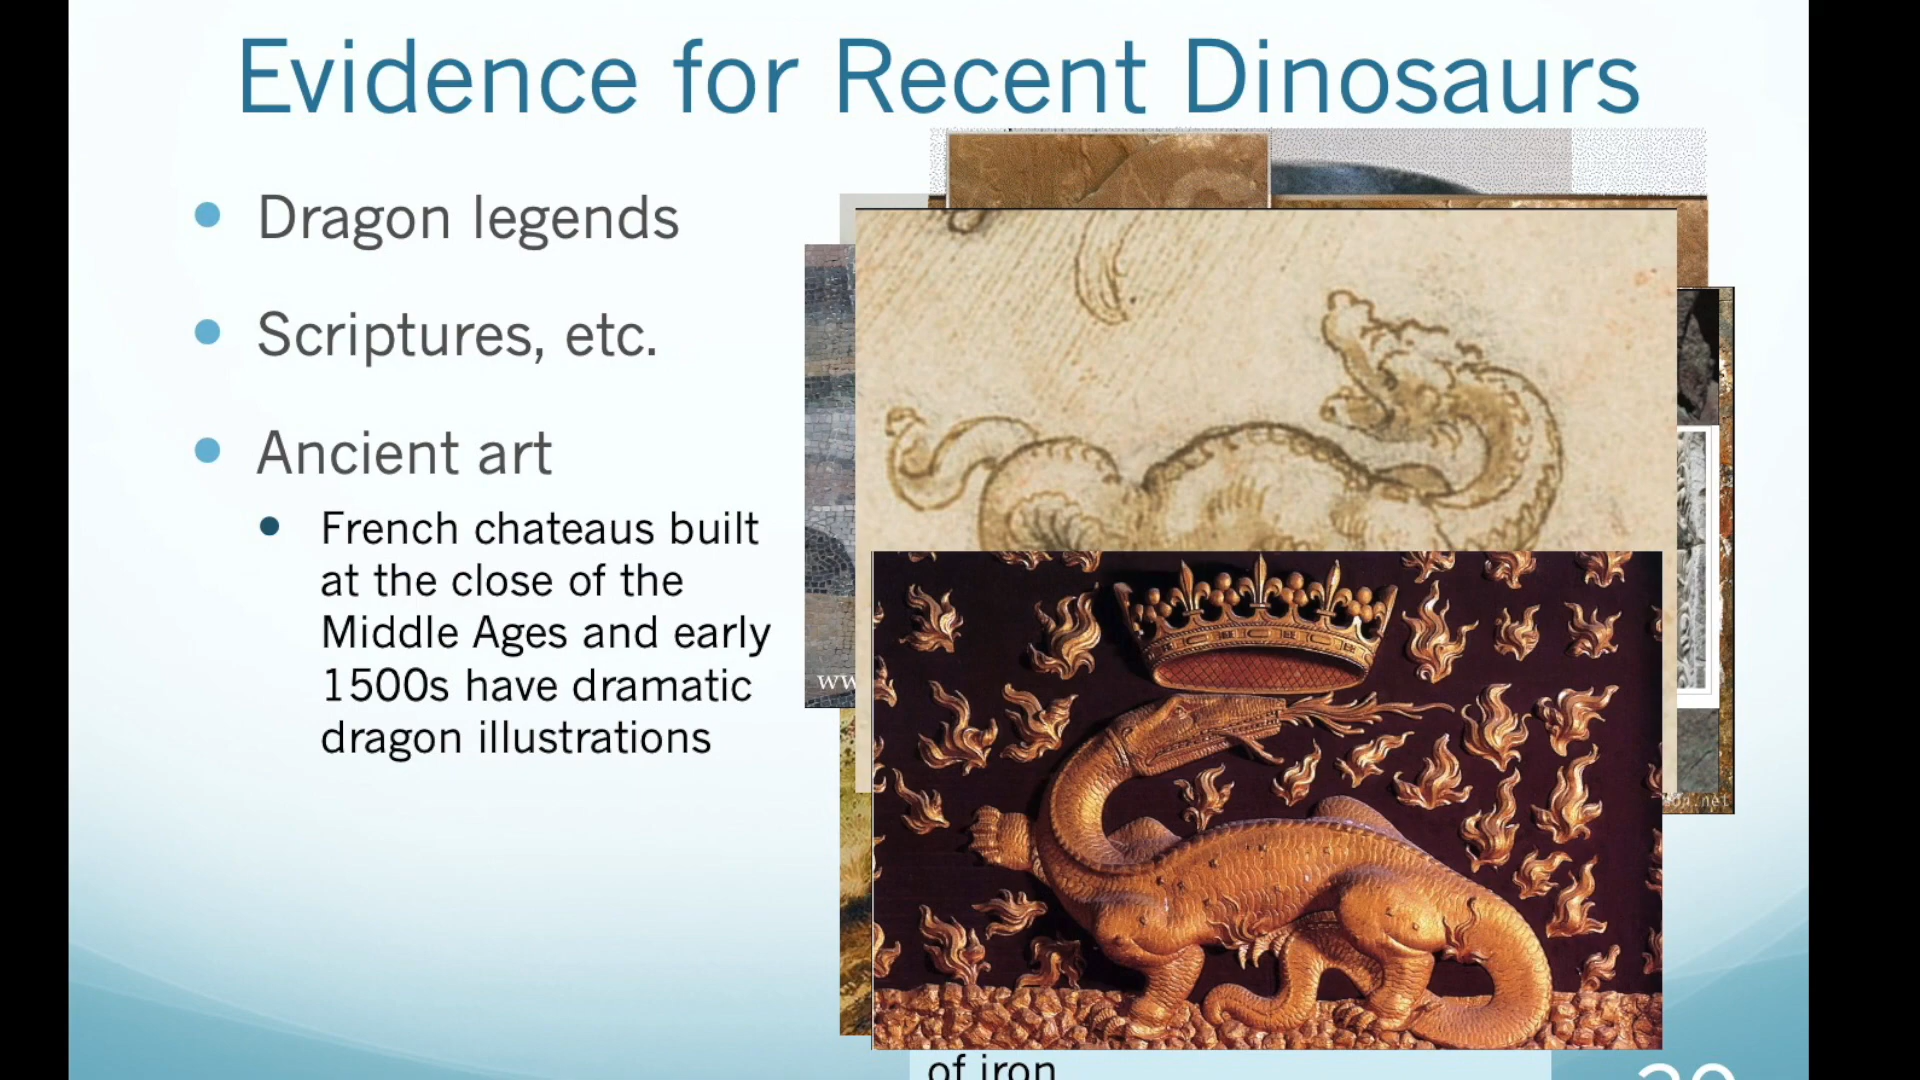 Evidence for Recent Dinosaurs
Dragon legends
Scriptures, etc.
Ancient art
French chateaus built
at the close of the
Middle Ages and early
1500s have dramatic
dragon illustrations
of iron